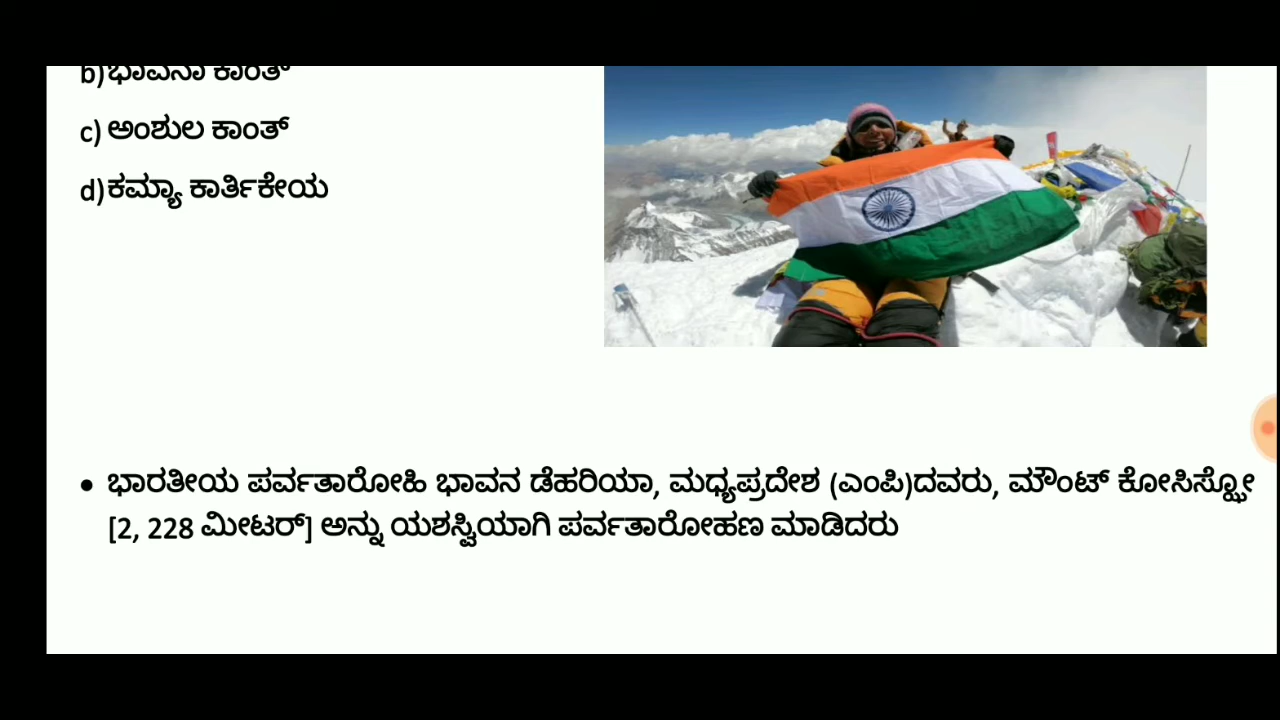 b)ಭಾವನಾ ಕಾಂತ್
c) ಅಂಶುಲ ಕಾಂತ್
d)ಕಮ್ಯಾ ಕಾರ್ತಿಕೇಯ
• ಭಾರತೀಯ ಪರ್ವತಾರೋಹಿ ಭಾವನ ಡೆಹರಿಯಾ, ಮಧ್ಯಪ್ರದೇಶ (ಎಂಪಿ)ದವರು, ಮೌಂಟ್ ಕೋಸಿಸ್ಜ್ಕೋ
[2, 228 ಮೀಟರ್] ಅನ್ನು ಯಶಸ್ವಿಯಾಗಿ ಪರ್ವತಾರೋಹಣ ಮಾಡಿದರು